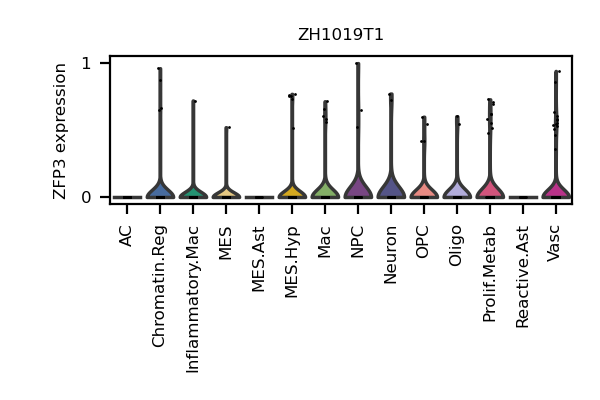 ZH1019T1
ZFP3 expression
1
0
AC
Chromatin.Reg
Inflammatory.Mac
MES
MES.Ast
MES.Hyp
Mac
NPC
Neuron
OPC
Oligo
Prolif.Metab
Reactive.Ast
Vasc